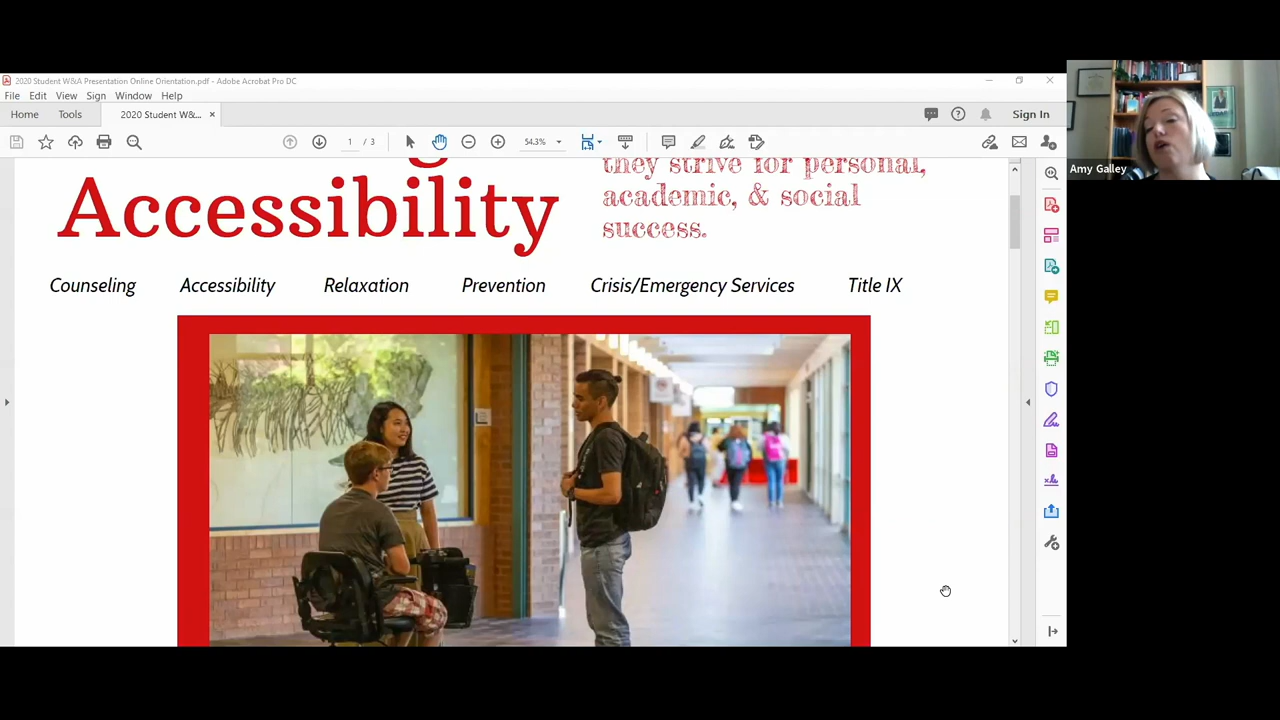 2020 Student W&A Presentation Online Orientation.pdf - Adobe Acrobat Pro DC
File Edit View Sign Window Help
Home Tools 2020 Student W&... × Sign In
1 / 3 54.3%
they strive for personal,
academic, & social
success.
Accessibility
Counseling Accessibility Relaxation Prevention Crisis/Emergency Services Title IX
Amy Galley